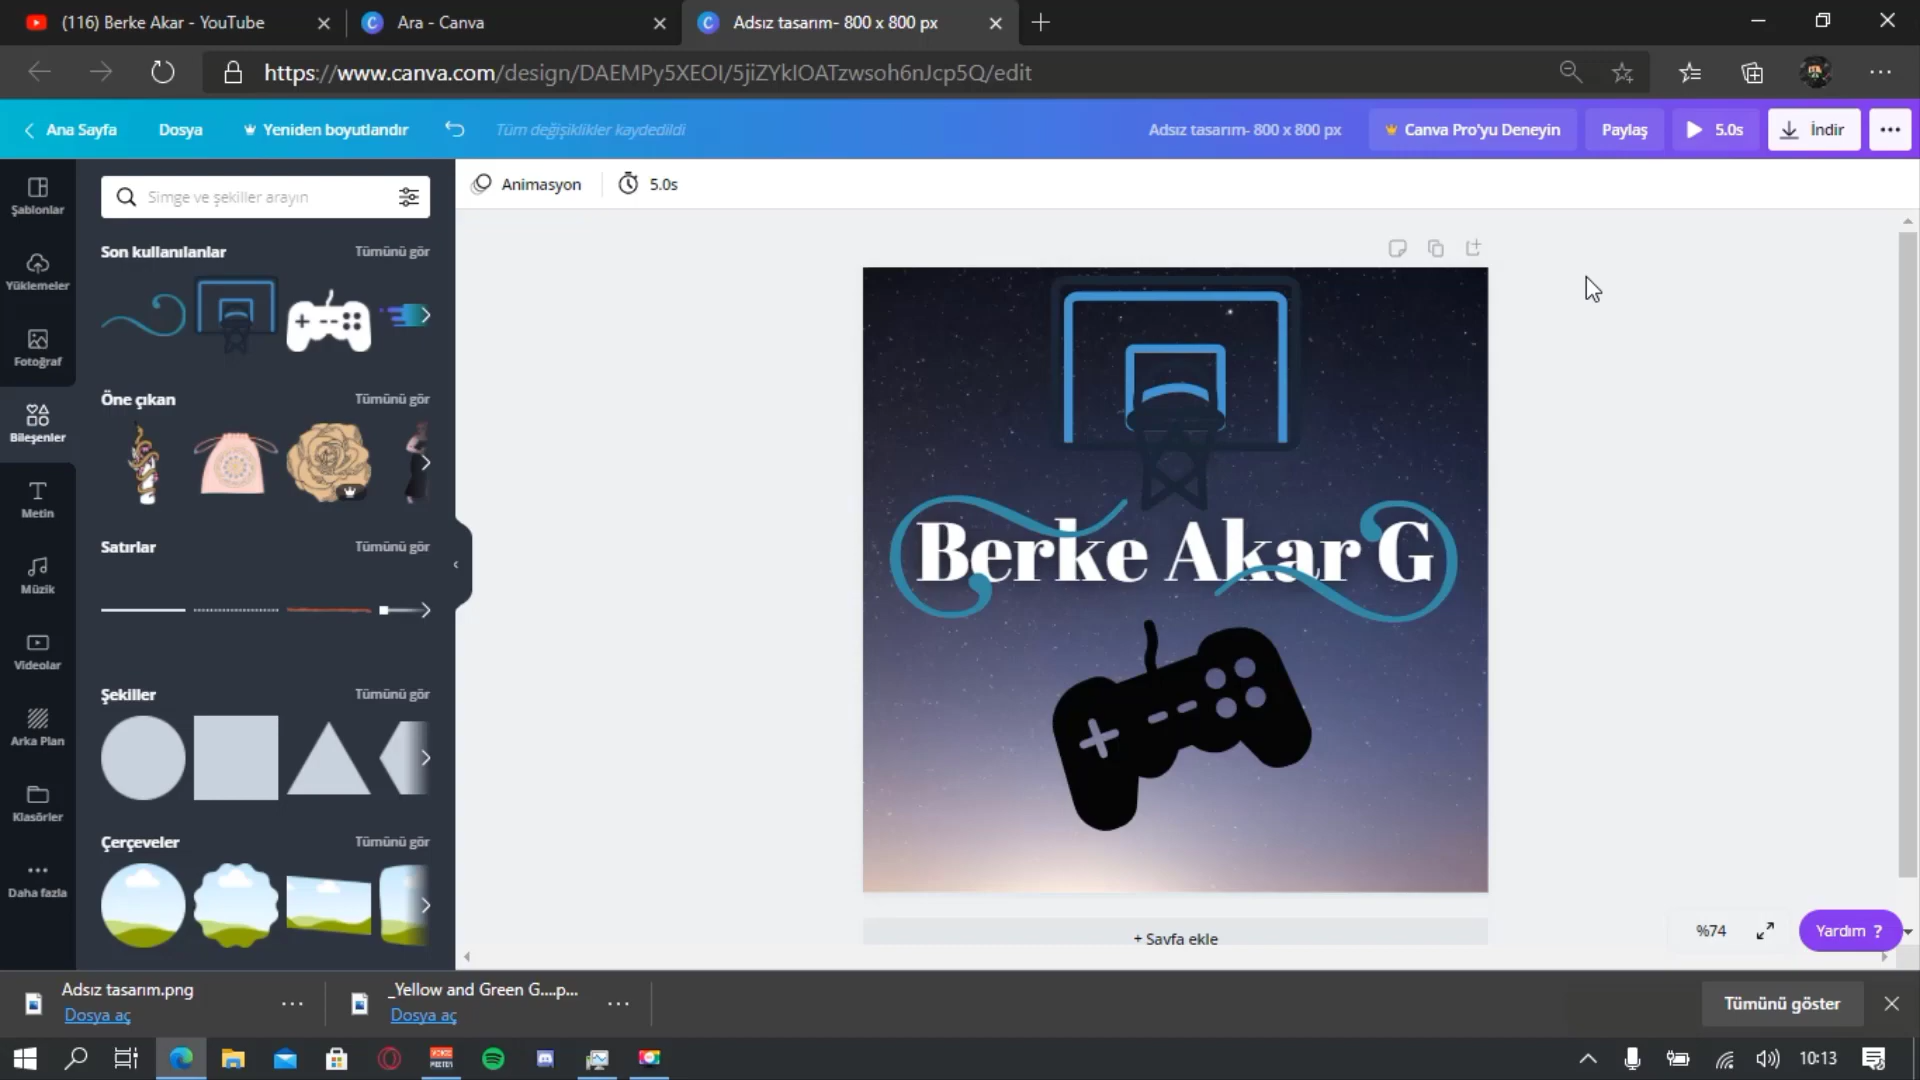 (116) Berke Akar - YouTube
Ara - Canva
Adsız tasarım- 800 x 800 px
https://www.canva.com/design/DAEMPy5XEOI/5jiZYkIOATzwsoh6nJcp5Q/edit
Ana Sayfa
Dosya
Yeniden boyutlandır
Tüm değişiklikler kaydedildi
Adsız tasarım- 800 x 800 px
Canva Pro'yu Deneyin
Paylaş
5.0s
İndir
Animasyon
5.0s
Simge ve şekiller arayın
Şablonlar
Yüklemeler
Fotoğraf
Bileşenler
Metin
Müzik
Videolar
Arka Plan
Klasörler
Daha fazla
Son kullanılanlar
Tümünü gör
Öne çıkan
Tümünü gör
Satırlar
Tümünü gör
Şekiller
Tümünü gör
Çerçeveler
Tümünü gör
Berke Akar G
+ Sayfa ekle
%74
Yardım ?
Adsız tasarım.png
Dosya aç
_Yellow and Green G....p...
Dosya aç
Tümünü göster
10:13